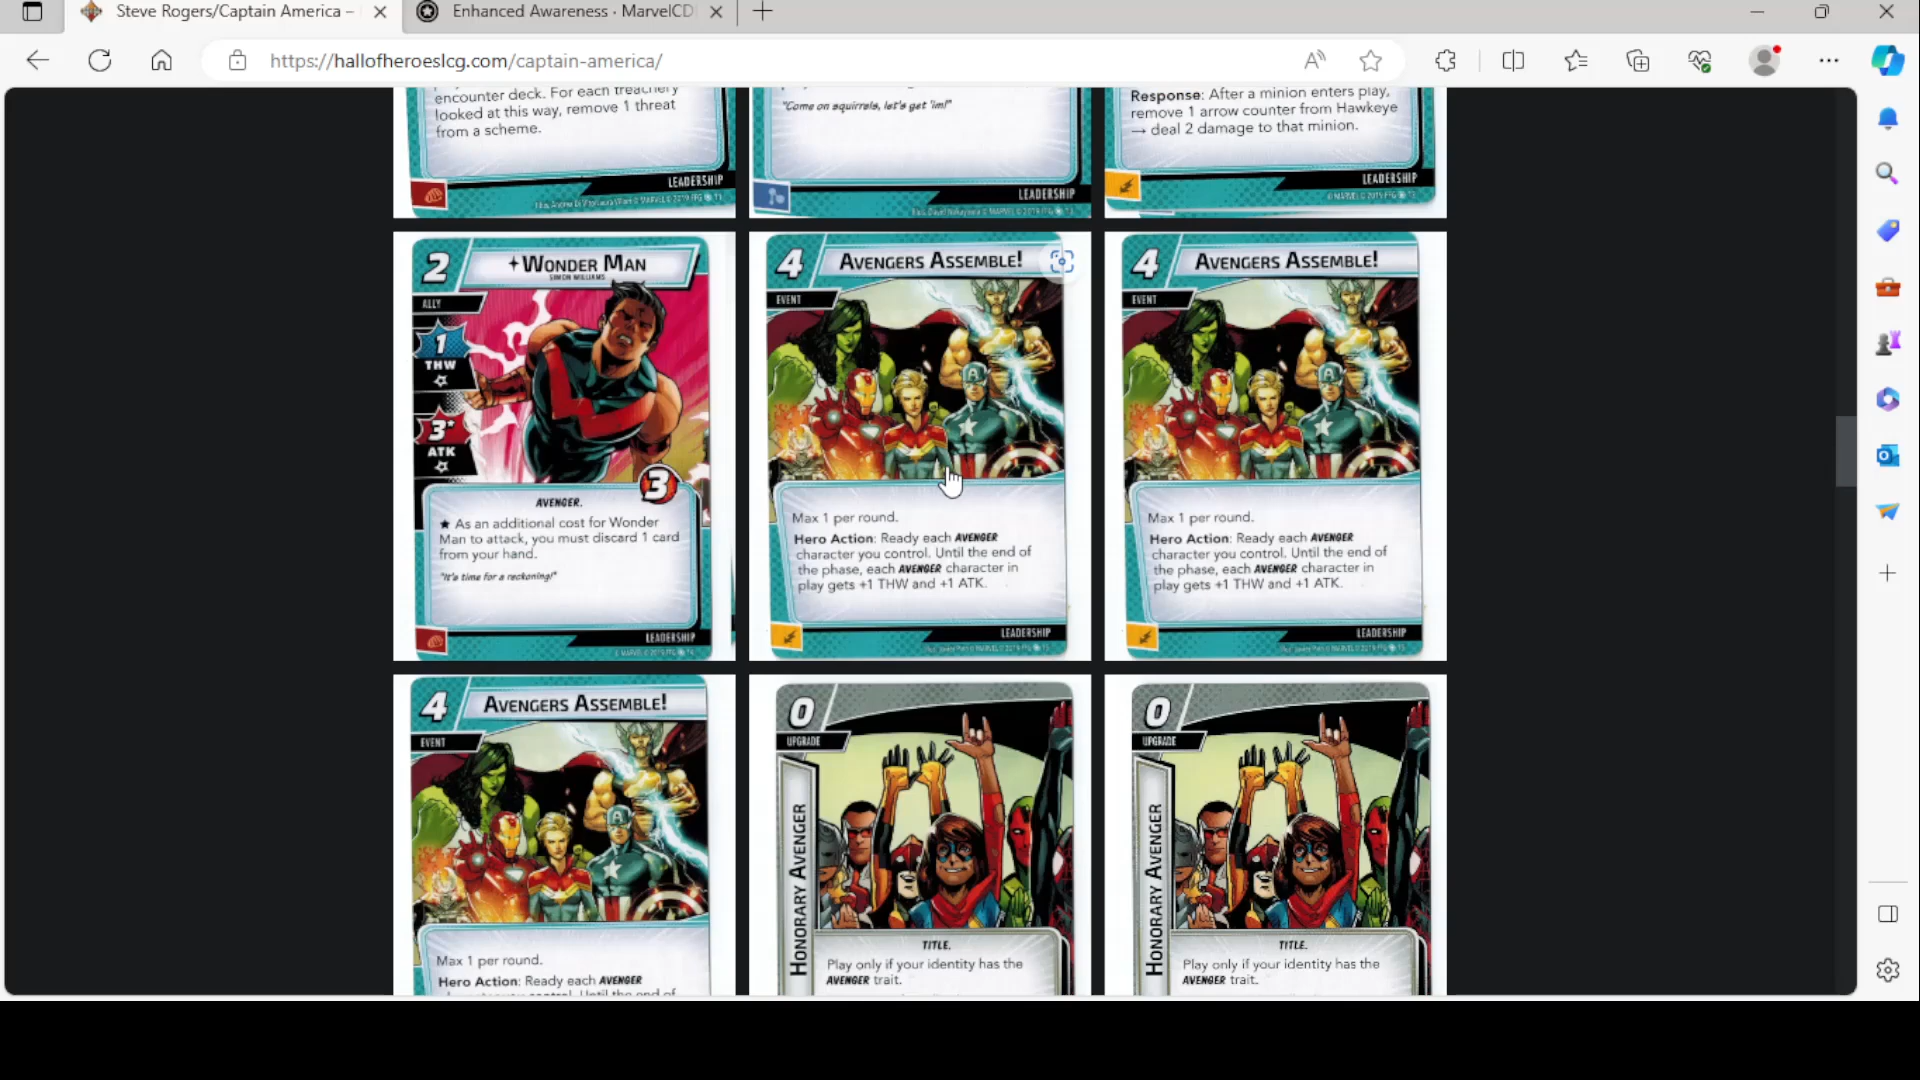 Steve Rogers/Captain America –
Enhanced Awareness · MarvelCD
https://hallofheroeslcg.com/captain-america/
encounter deck. For each treachery
looked at this way, remove 1 threat
from a scheme.
LEADERSHIP
"Come on squirrels, let's get 'im!"
LEADERSHIP
Response: After a minion enters play,
remove 1 arrow counter from Hawkeye
→ deal 2 damage to that minion.
LEADERSHIP
2
WONDER MAN
SIMON WILLIAMS
ALLY
1
THW
3*
ATK
3
AVENGER.
★ As an additional cost for Wonder
Man to attack, you must discard 1 card
from your hand.
"It's time for a reckoning!"
LEADERSHIP
4
AVENGERS ASSEMBLE!
EVENT
A
Max 1 per round.
Hero Action: Ready each AVENGER
character you control. Until the end of
the phase, each AVENGER character in
play gets +1 THW and +1 ATK.
LEADERSHIP
4
AVENGERS ASSEMBLE!
EVENT
A
Max 1 per round.
Hero Action: Ready each AVENGER
character you control. Until the end of
the phase, each AVENGER character in
play gets +1 THW and +1 ATK.
LEADERSHIP
4
AVENGERS ASSEMBLE!
EVENT
A
Max 1 per round.
Hero Action: Ready each AVENGER
0
UPGRADE
HONORARY AVENGER
TITLE.
Play only if your identity has the
AVENGER trait.
0
UPGRADE
HONORARY AVENGER
TITLE.
Play only if your identity has the
AVENGER trait.